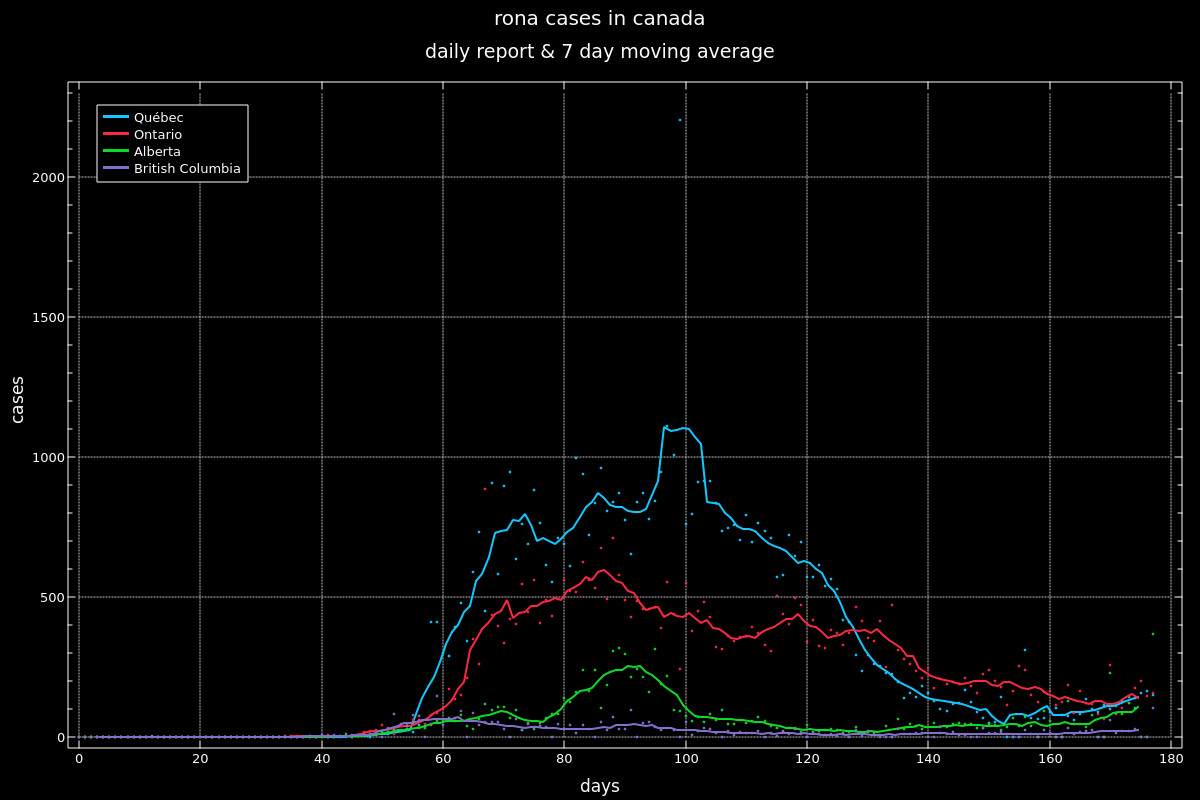 rona cases in canada
daily report & 7 day moving average
Québec
Ontario
Alberta
British Columbia
2000
1500
1000
500
0
cases
0 20 40 60 80 100 120 140 160 180
days